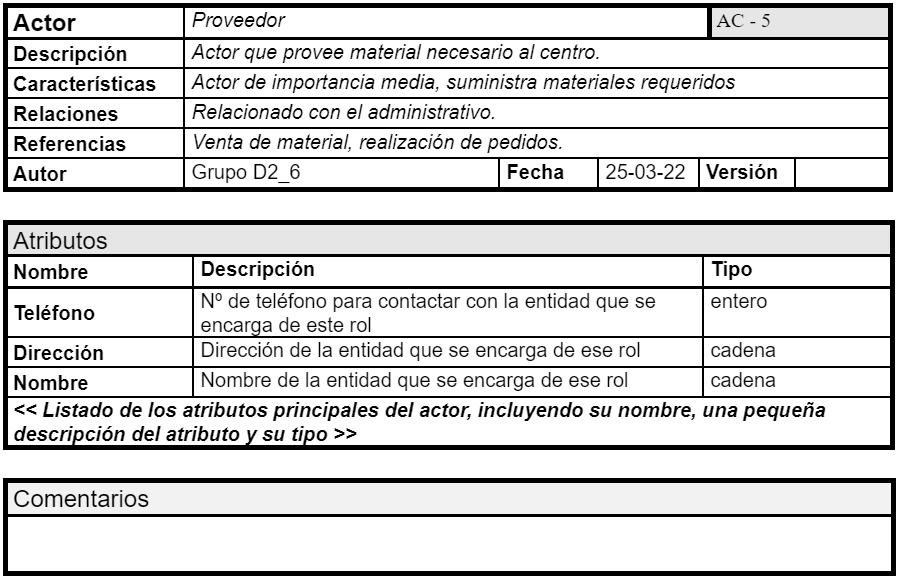 Actor Proveedor AC - 5
Descripción Actor que provee material necesario al centro.
Características Actor de importancia media, suministra materiales requeridos
Relaciones Relacionado con el administrativo.
Referencias Venta de material, realización de pedidos.
Autor Grupo D2_6 Fecha 25-03-22 Versión
Atributos
Nombre Descripción Tipo
Teléfono Nº de teléfono para contactar con la entidad que se entero
encarga de este rol
Dirección Dirección de la entidad que se encarga de ese rol cadena
Nombre Nombre de la entidad que se encarga de ese rol cadena
<< Listado de los atributos principales del actor, incluyendo su nombre, una pequeña
descripción del atributo y su tipo >>
Comentarios